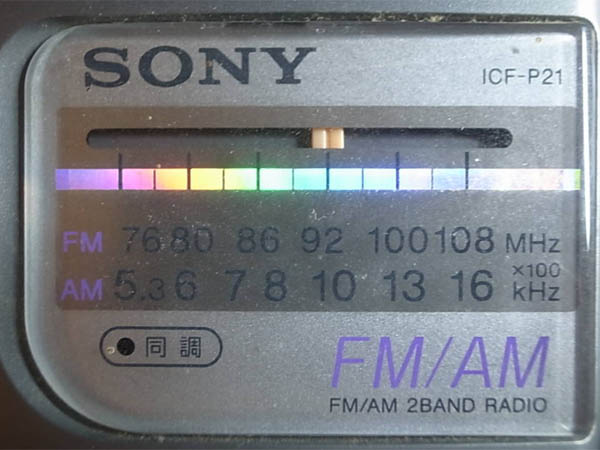 SONY
ICF-P21
FM 76 80 86 92 100 108 MHz
AM 5.3 6 7 8 10 13 16 ×100 kHz
同調
FM/AM
FM/AM 2BAND RADIO